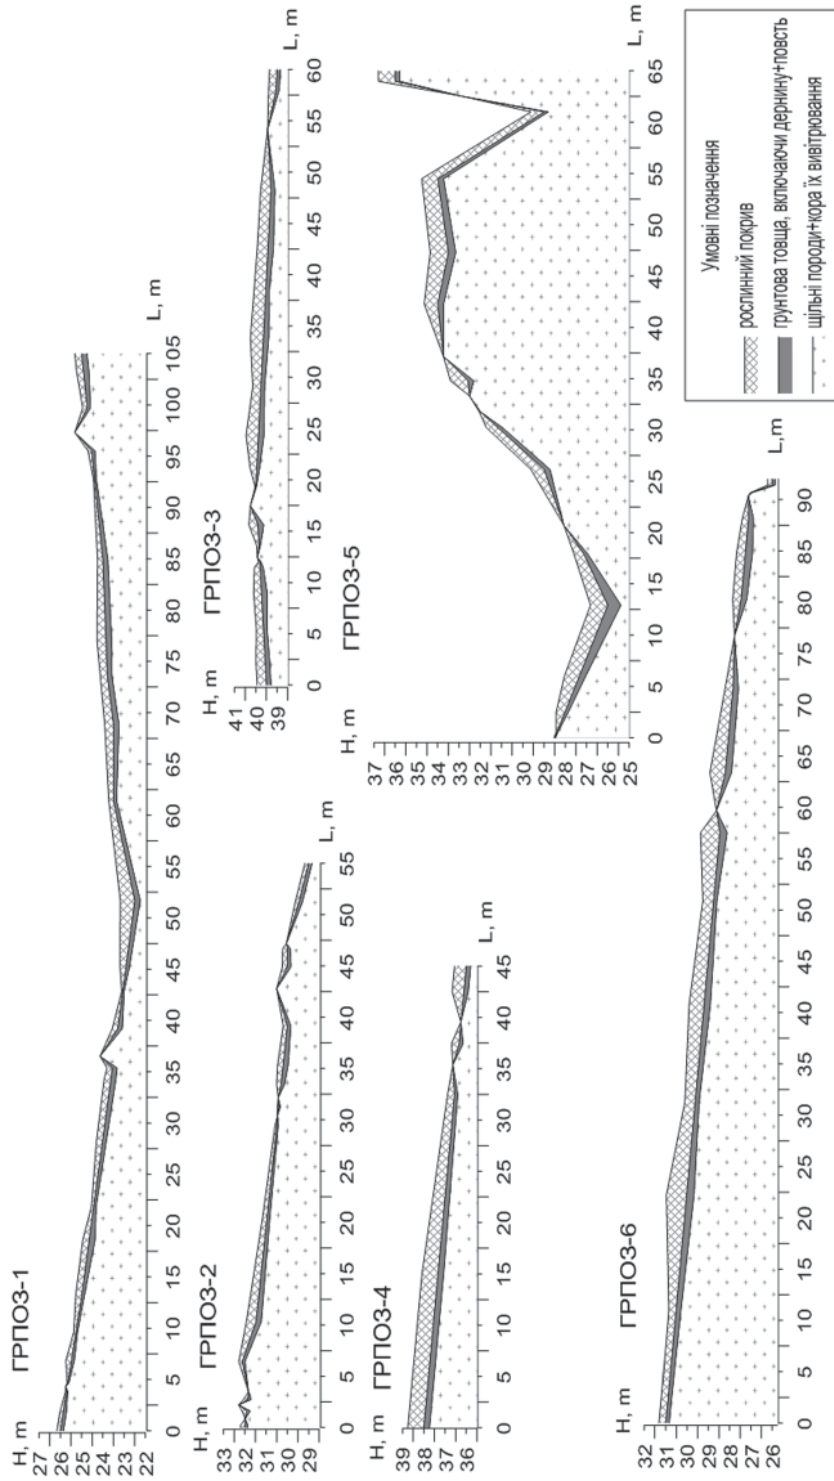 ГРПОЗ-1
H, m
27 26 25 24 23 22
0 5 10 15 20 25 30 35 40 45 50 55 60 65 70 75 80 85 90 95 100 105
L, m
ГРПОЗ-2
H, m
33 32 31 30 29
0 5 10 15 20 25 30 35 40 45 50 55
L, m
ГРПОЗ-3
H, m
41 40 39
0 5 10 15 20 25 30 35 40 45 50 55 60
L, m
ГРПОЗ-4
H, m
39 38 37 36
0 5 10 15 20 25 30 35 40 45
L, m
ГРПОЗ-5
H, m
37 36 35 34 33 32 31 30 29 28 27 26 25
0 5 10 15 20 25 30 35 40 45 50 55 60 65
L, m
ГРПОЗ-6
H, m
32 31 30 29 28 27 26
0 5 10 15 20 25 30 35 40 45 50 55 60 65 70 75 80 85 90
L,m
Умовні позначення
рослинний покрив
ґрунтова товща, включаючи дернину+повсть
щільні породи+кора їх вивітрювання